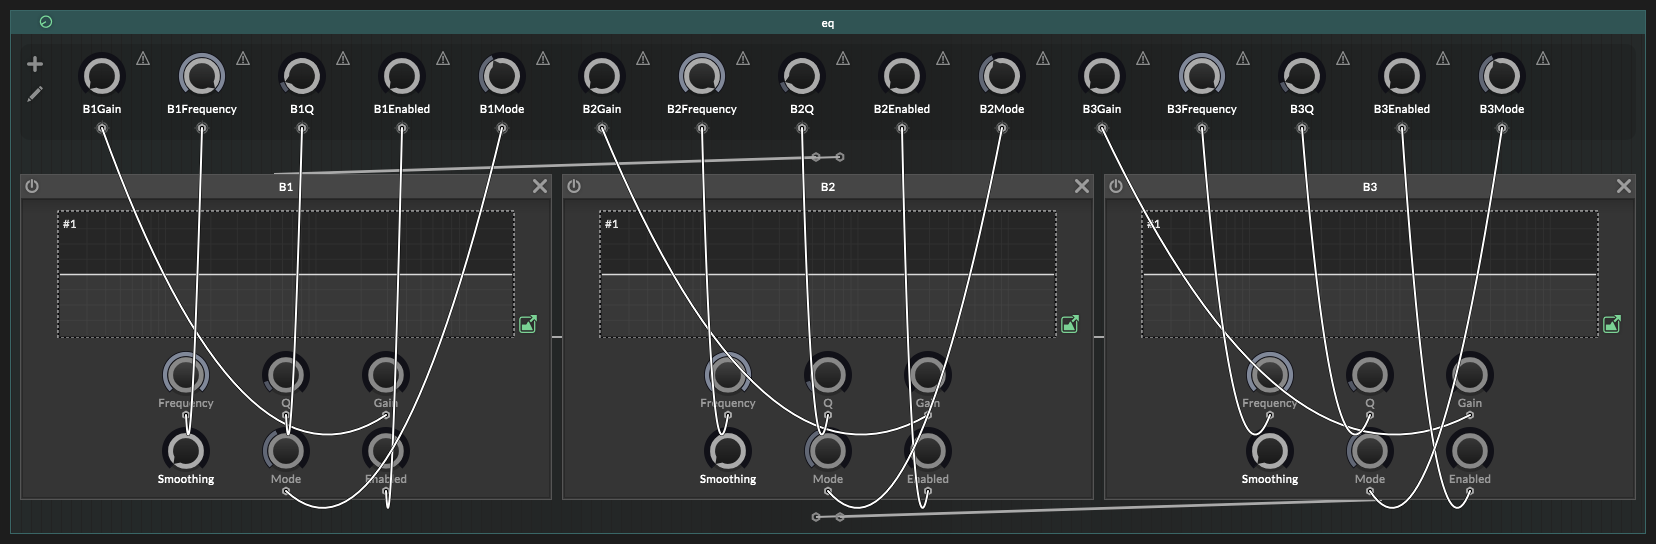 eq
B1Gain B1Frequency B1Q B1Enabled B1Mode B2Gain B2Frequency B2Q B2Enabled B2Mode B3Gain B3Frequency B3Q B3Enabled B3Mode
B1 B2 B3
#1 #1 #1
Frequency Q Gain Frequency Q Gain Frequency Q Gain
Smoothing Mode Enabled Smoothing Mode Enabled Smoothing Mode Enabled